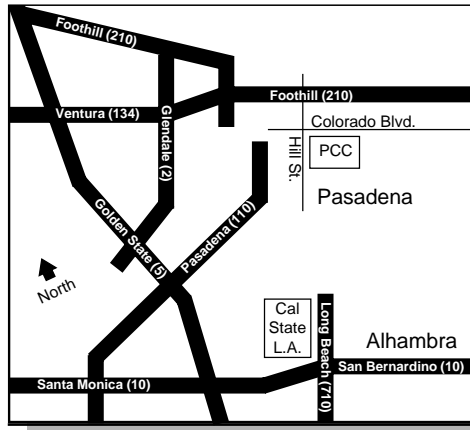 Foothill (210)
Foothill (210)
Ventura (134)
Glendale (2)
Colorado Blvd.
Hill St.
PCC
Pasadena
Golden State (5)
Pasadena (110)
North
Cal
State
L.A.
Long Beach (710)
Alhambra
San Bernardino (10)
Santa Monica (10)